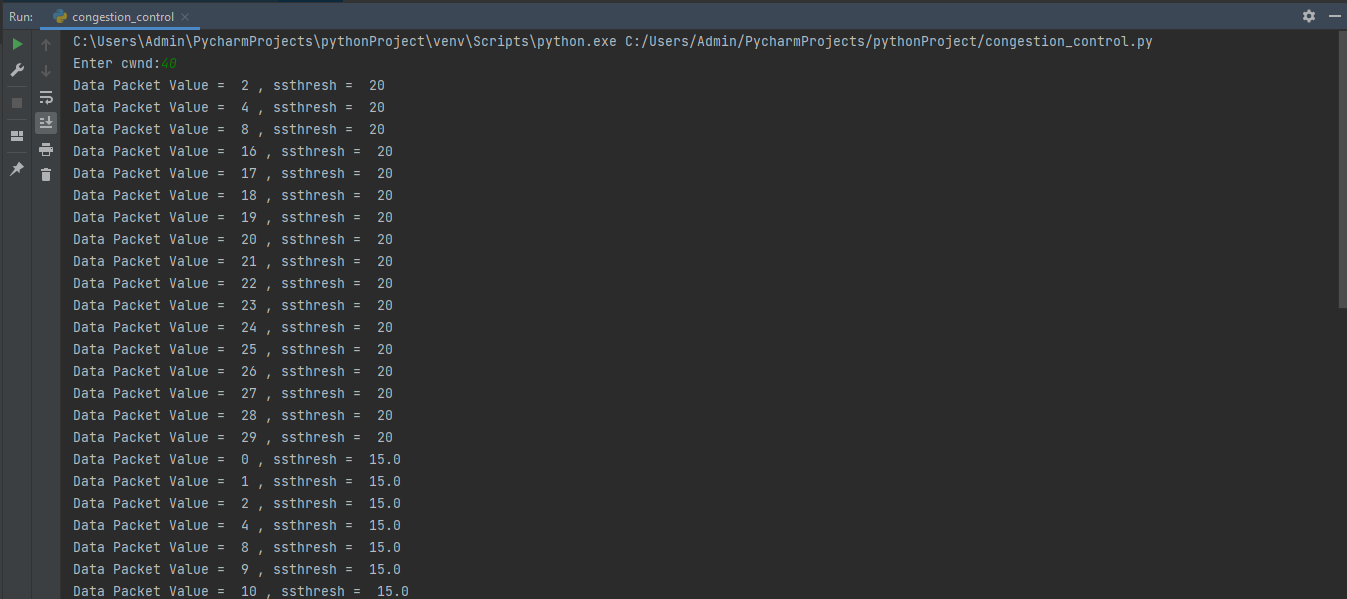 Run: congestion_control
C:\Users\Admin\PycharmProjects\pythonProject\venv\Scripts\python.exe C:/Users/Admin/PycharmProjects/pythonProject/congestion_control.py
Enter cwnd:40
Data Packet Value =  2 , ssthresh =  20
Data Packet Value =  4 , ssthresh =  20
Data Packet Value =  8 , ssthresh =  20
Data Packet Value =  16 , ssthresh =  20
Data Packet Value =  17 , ssthresh =  20
Data Packet Value =  18 , ssthresh =  20
Data Packet Value =  19 , ssthresh =  20
Data Packet Value =  20 , ssthresh =  20
Data Packet Value =  21 , ssthresh =  20
Data Packet Value =  22 , ssthresh =  20
Data Packet Value =  23 , ssthresh =  20
Data Packet Value =  24 , ssthresh =  20
Data Packet Value =  25 , ssthresh =  20
Data Packet Value =  26 , ssthresh =  20
Data Packet Value =  27 , ssthresh =  20
Data Packet Value =  28 , ssthresh =  20
Data Packet Value =  29 , ssthresh =  20
Data Packet Value =  0 , ssthresh =  15.0
Data Packet Value =  1 , ssthresh =  15.0
Data Packet Value =  2 , ssthresh =  15.0
Data Packet Value =  4 , ssthresh =  15.0
Data Packet Value =  8 , ssthresh =  15.0
Data Packet Value =  9 , ssthresh =  15.0
Data Packet Value =  10 , ssthresh =  15.0